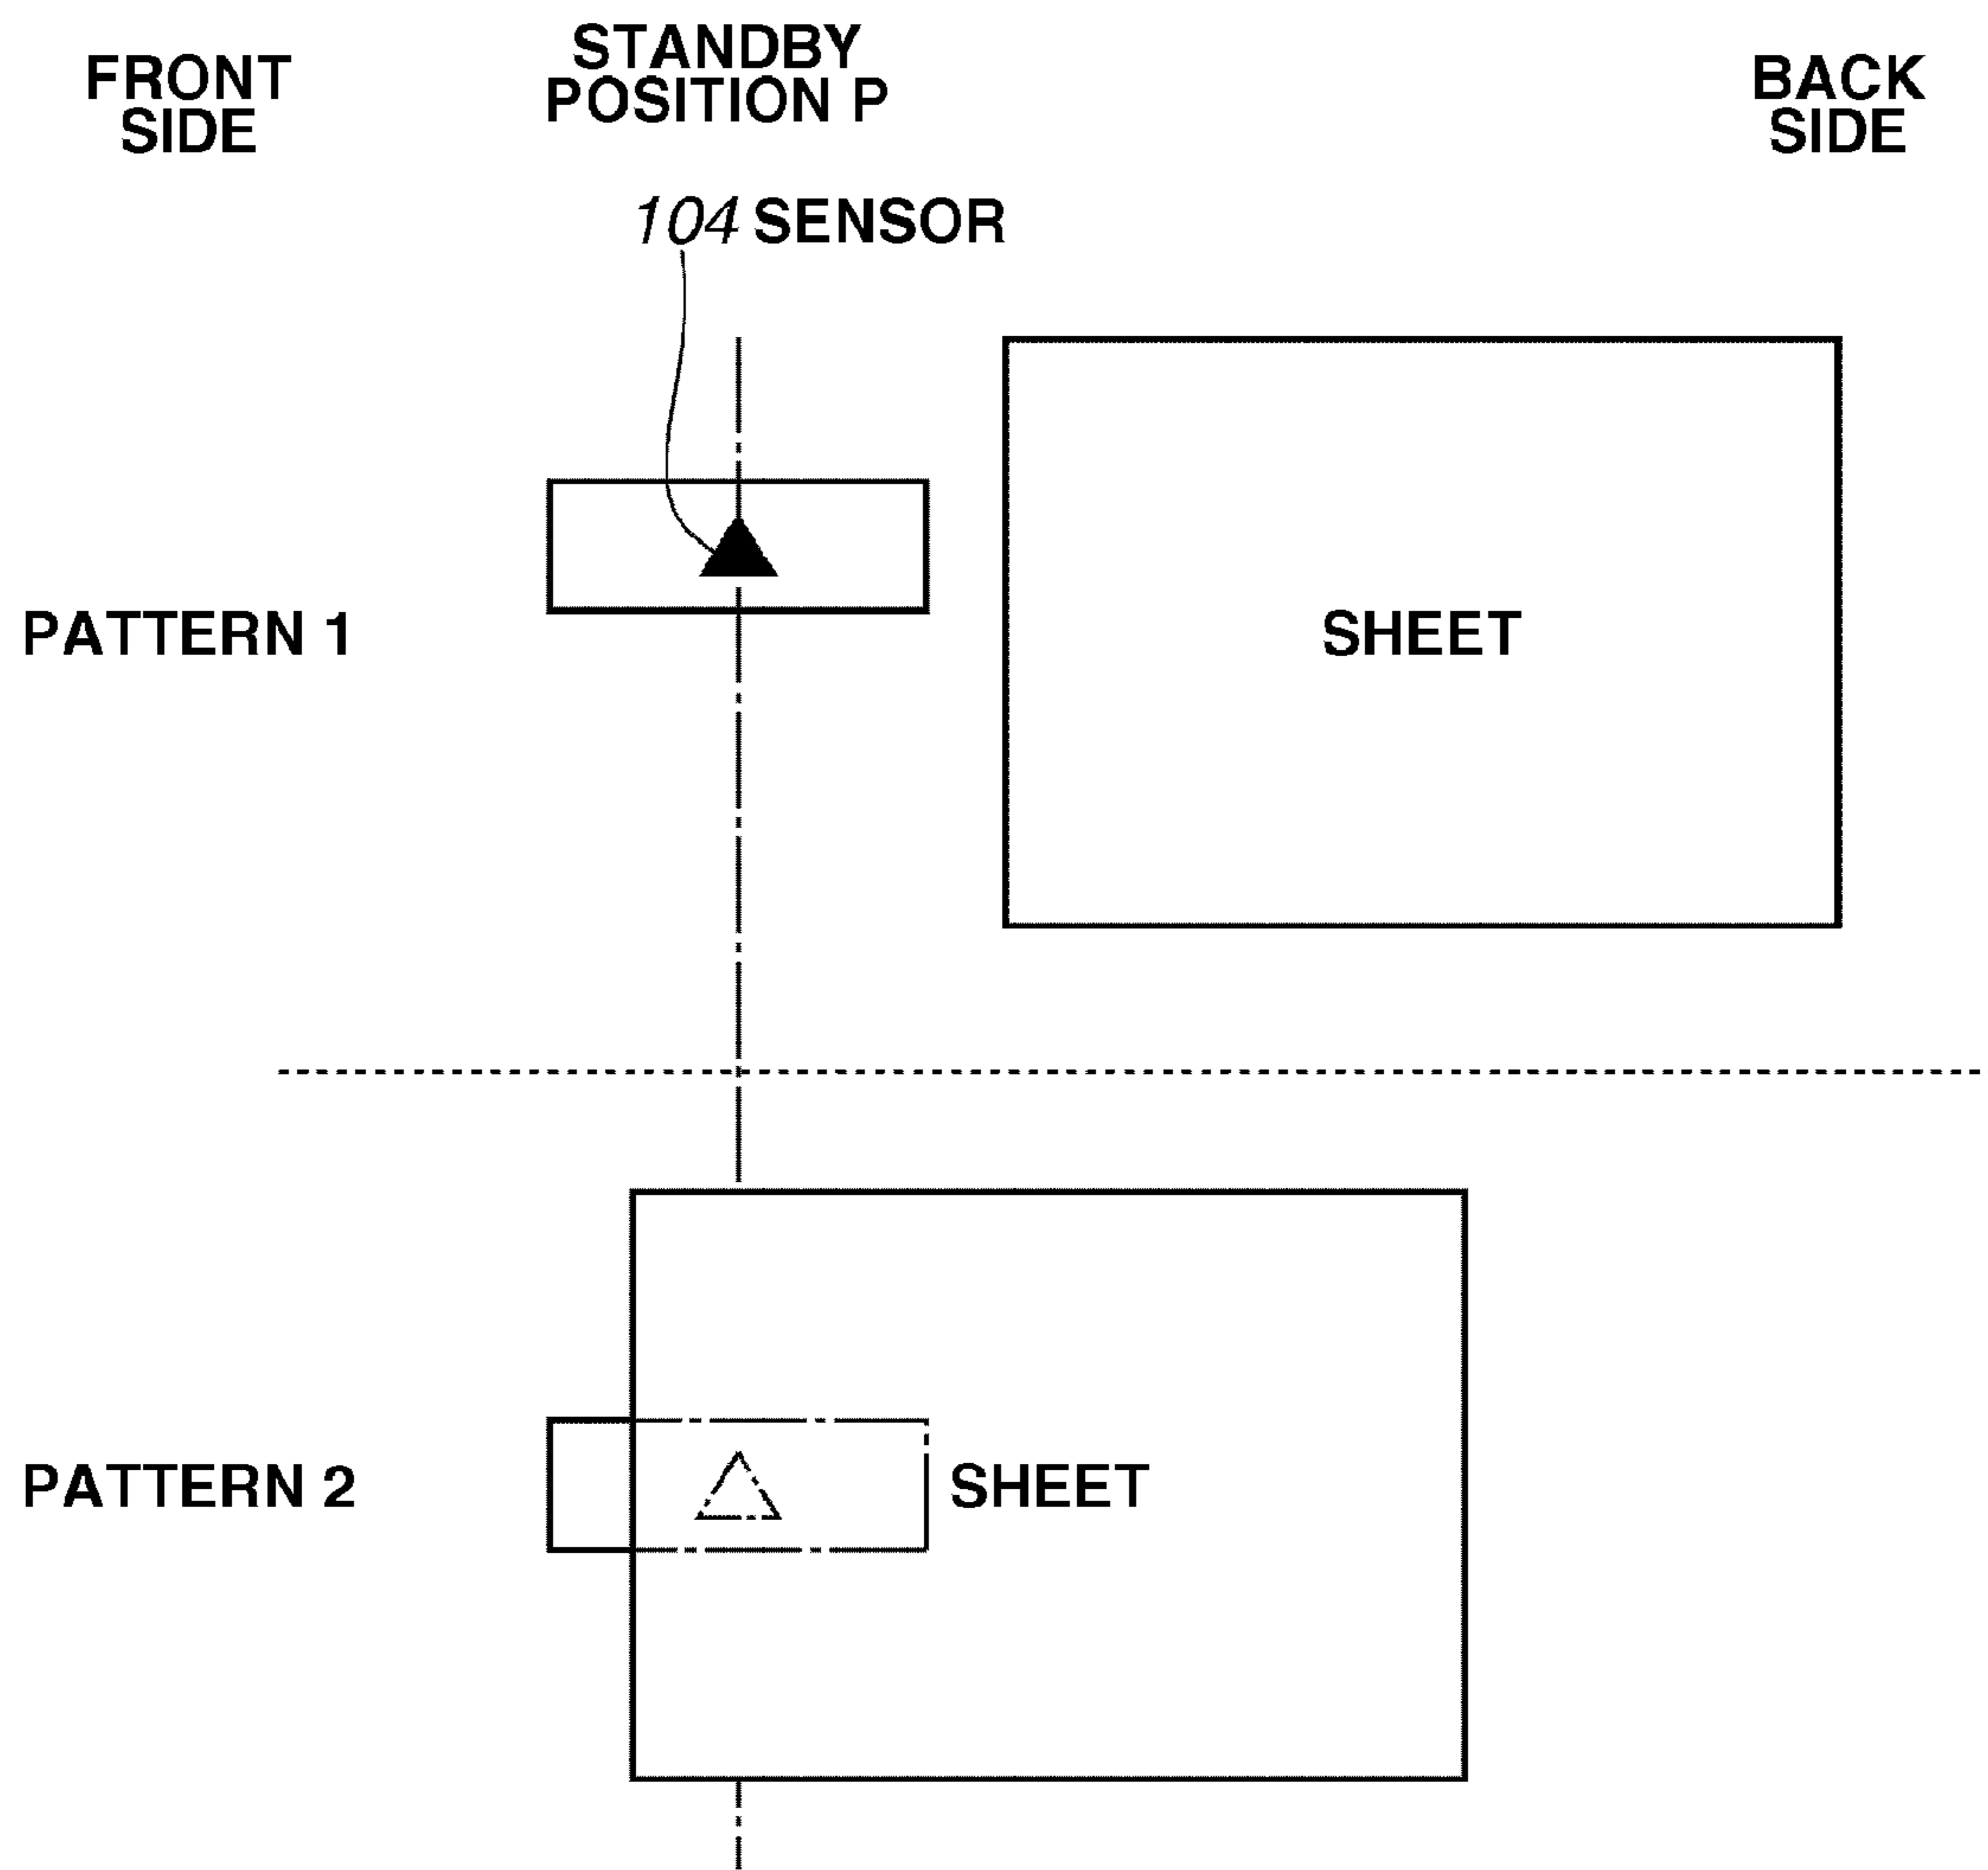 FRONT
SIDE
STANDBY
POSITION P
BACK
SIDE
104 SENSOR
PATTERN 1
SHEET
PATTERN 2
SHEET